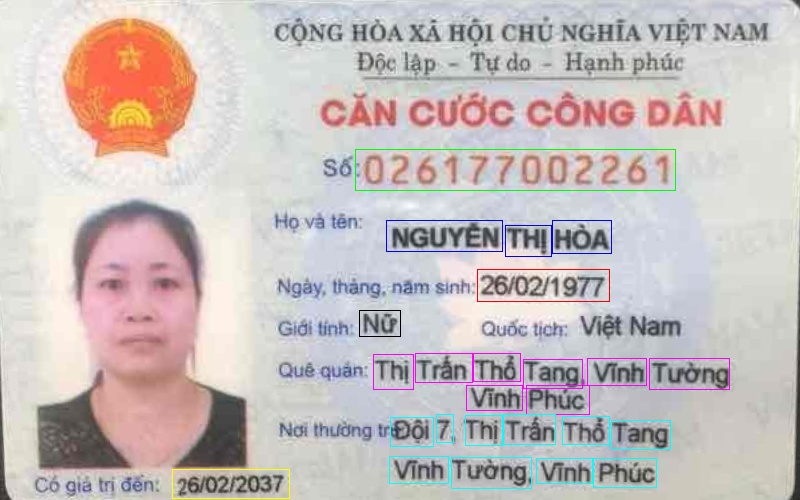 CỘNG HÒA XÃ HỘI CHỦ NGHĨA VIỆT NAM
Độc lập - Tự do - Hạnh phúc
CĂN CƯỚC CÔNG DÂN
Số: 026177002261
Họ và tên: NGUYỄN THỊ HÒA
Ngày, tháng, năm sinh: 26/02/1977
Giới tính: Nữ Quốc tịch: Việt Nam
Quê quán: Thị Trấn Thổ Tang, Vĩnh Tường
Vĩnh Phúc
Nơi thường trú: Đội 7, Thị Trấn Thổ Tang
Vĩnh Tường, Vĩnh Phúc
Có giá trị đến: 26/02/2037